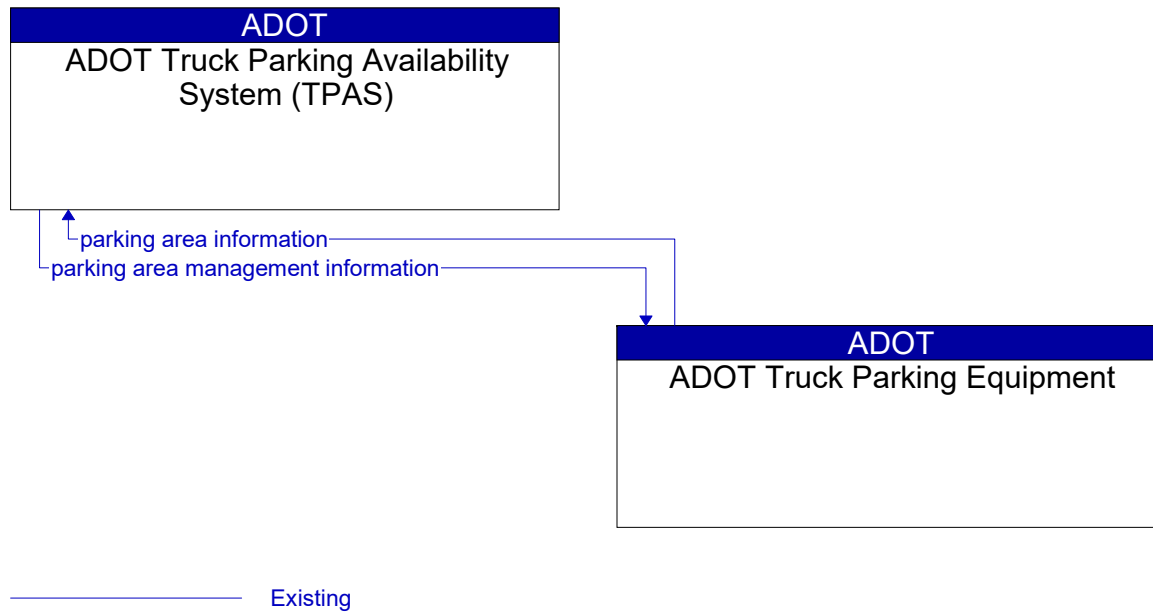 ADOT
ADOT Truck Parking Availability
System (TPAS)
parking area information
parking area management information
ADOT
ADOT Truck Parking Equipment
Existing